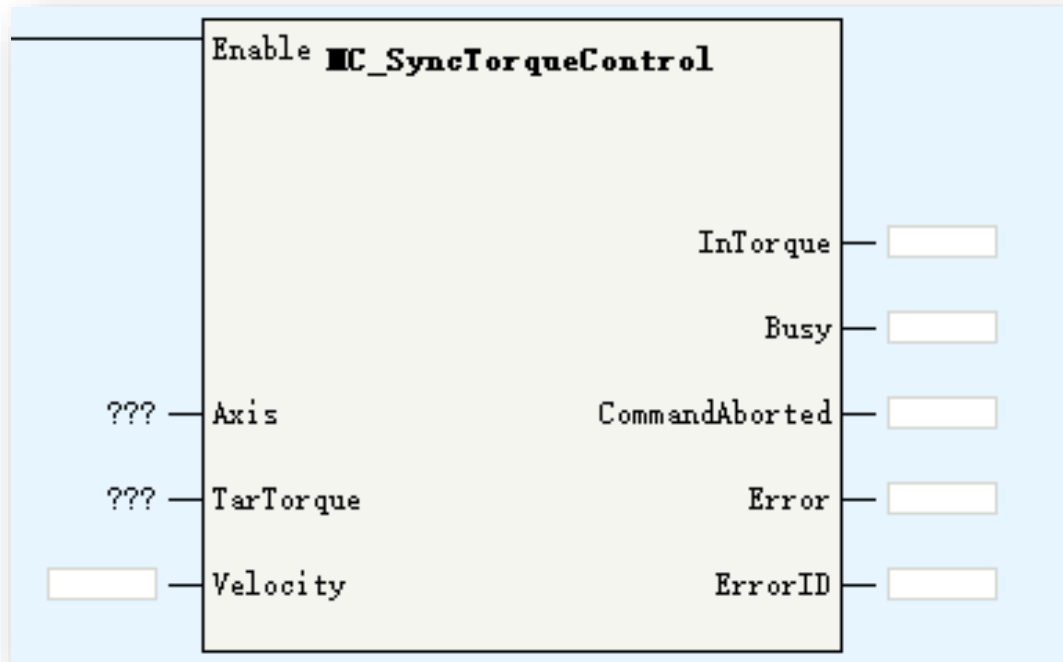 Enable MC_SyncTorqueControl
InTorque
Busy
??? Axis CommandAborted
??? TarTorque Error
Velocity ErrorID